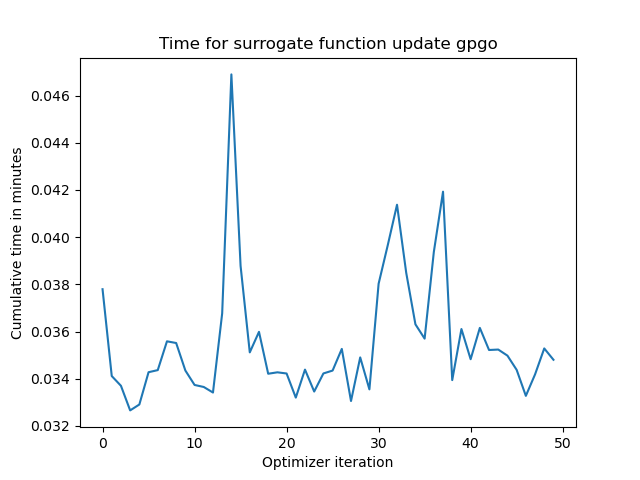 Time for surrogate function update gpgo
Cumulative time in minutes
0.046
0.044
0.042
0.040
0.038
0.036
0.034
0.032
0 10 20 30 40 50
Optimizer iteration